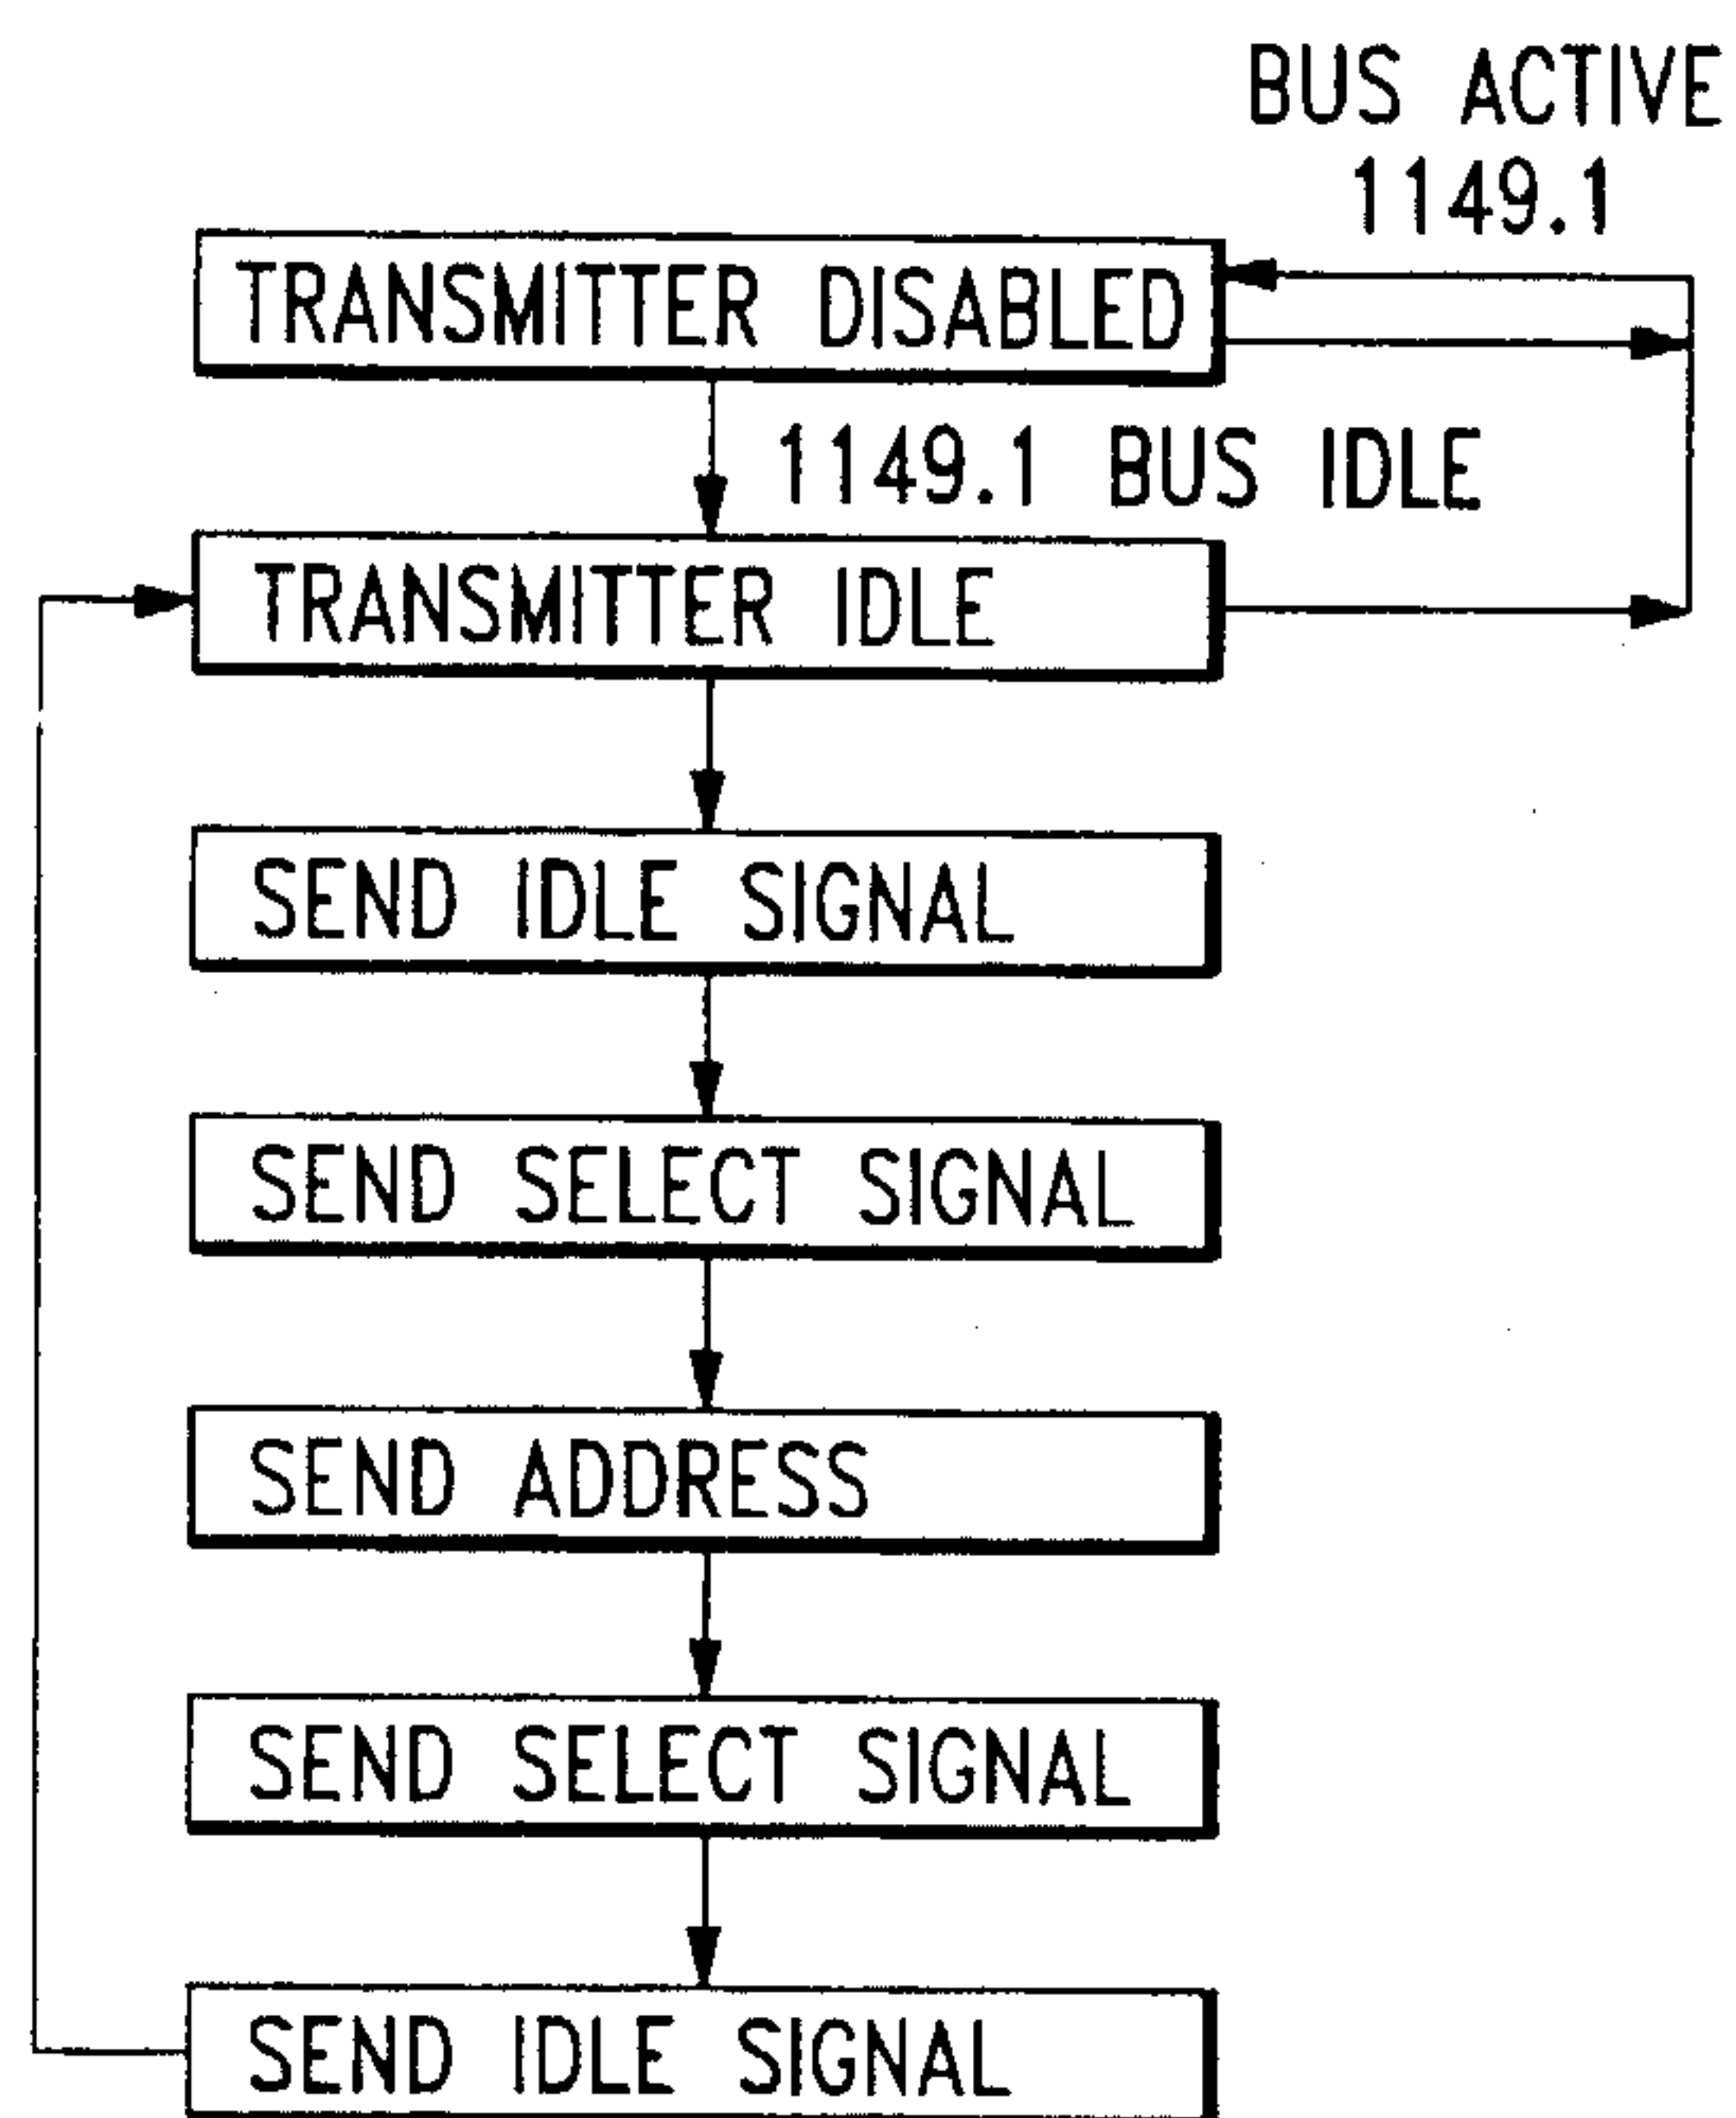 BUS ACTIVE
1149.1
TRANSMITTER DISABLED
1149.1 BUS IDLE
TRANSMITTER IDLE
SEND IDLE SIGNAL
SEND SELECT SIGNAL
SEND ADDRESS
SEND SELECT SIGNAL
SEND IDLE SIGNAL